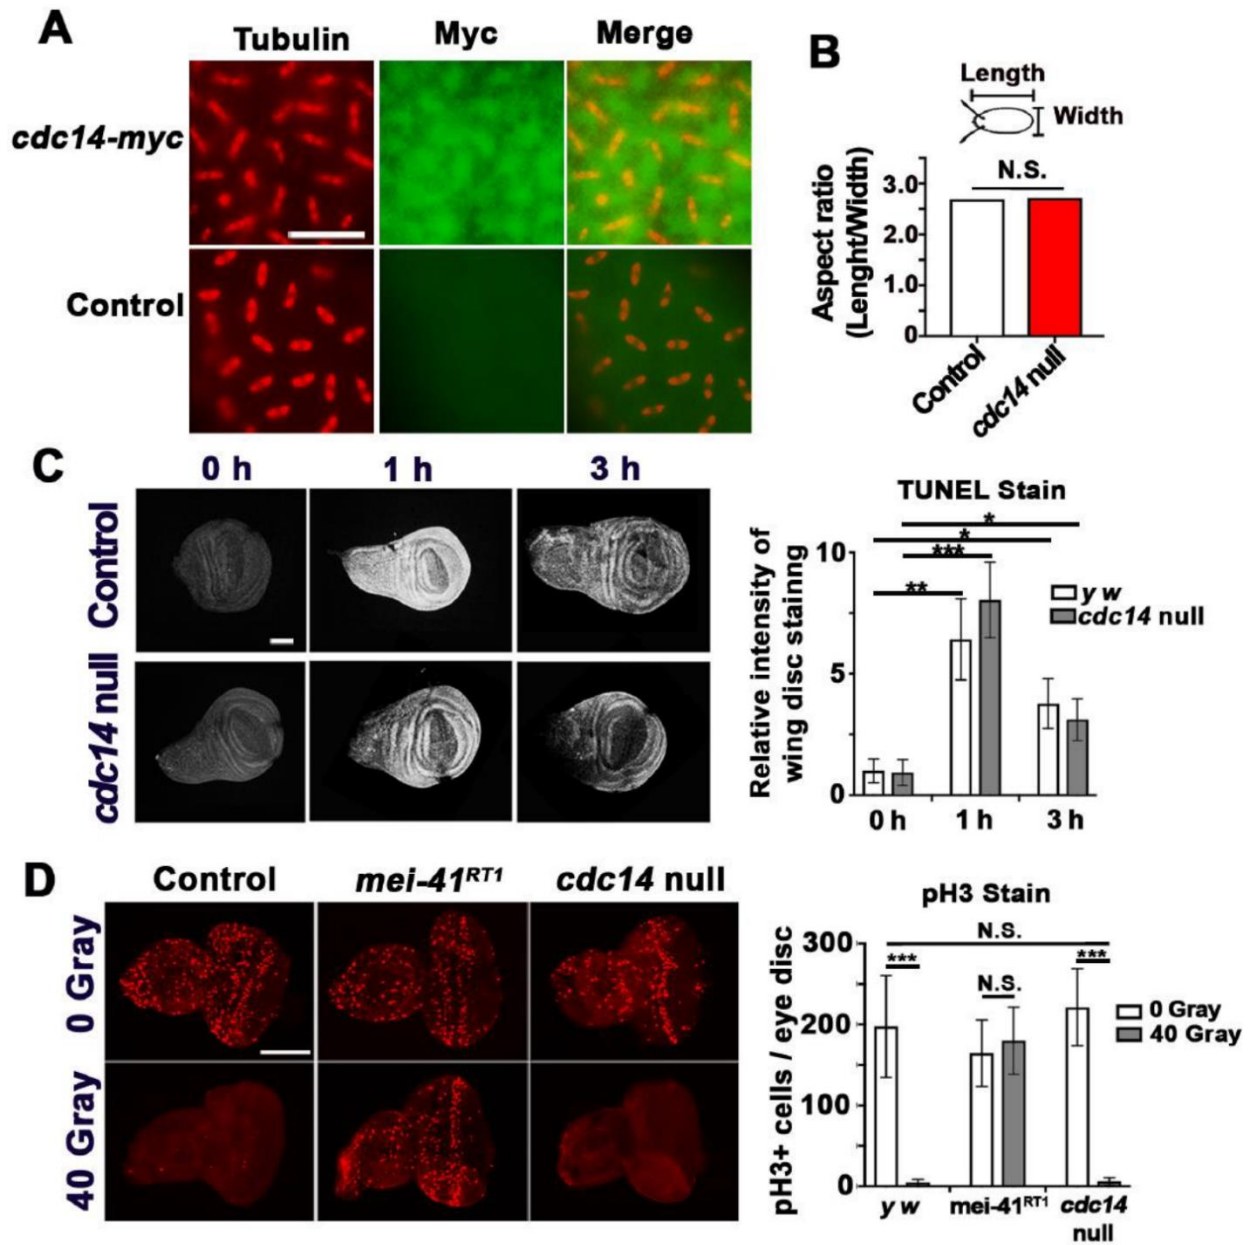 A
Tubulin
Myc
Merge
cdc14-myc
Control
B
Length
Width
N.S.
Aspect ratio
(Lenght/Width)
3.0
2.0
1.0
0
Control
cdc14 null
C
0 h
1 h
3 h
Control
cdc14 null
TUNEL Stain
*
*
***
**
Relative intensity of
wing disc stainng
10
5
0
y w
cdc14 null
0 h
1 h
3 h
D
Control
mei-41RT1
cdc14 null
0 Gray
40 Gray
pH3 Stain
N.S.
***
N.S.
***
pH3+ cells / eye disc
300
200
100
0
0 Gray
40 Gray
y w
mei-41RT1
cdc14
null